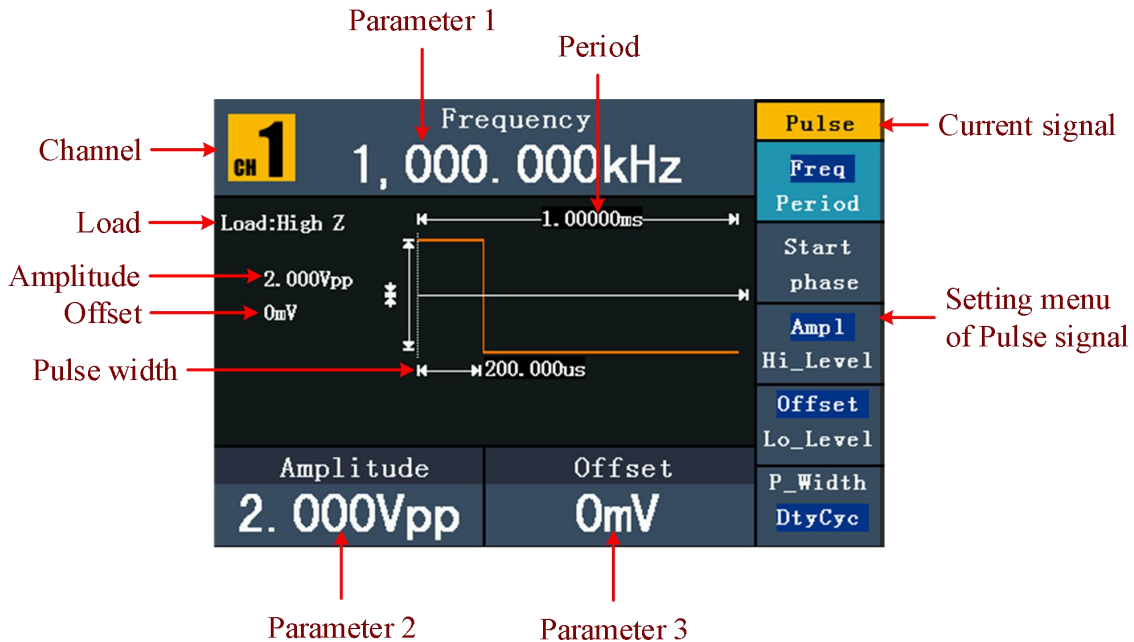 Parameter 1
Period
Frequency
Pulse
Current signal
Channel
CH 1
1, 000. 000kHz
Freq
Period
Load
Load:High Z
1.00000ms
Start
phase
Amplitude
2. 000Vpp
Offset
0mV
Setting menu
of Pulse signal
Ampl
Hi_Level
Pulse width
200. 000us
Offset
Lo_Level
Amplitude
Offset
P_Width
DtyCyc
2. 000Vpp
0mV
Parameter 2
Parameter 3